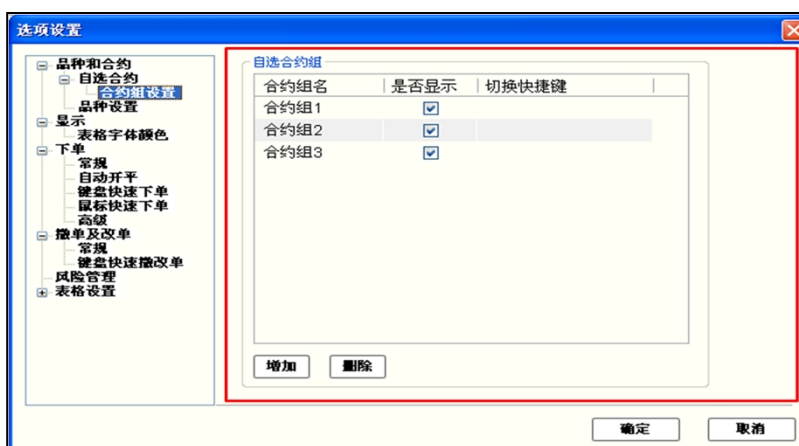 选项设置
品种和合约
自选合约
合约组设置
品种设置
显示
表格字体颜色
下单
常规
自动开平
键盘快速下单
鼠标快速下单
高级
撤单及改单
常规
键盘快速撤改单
风险管理
表格设置
自选合约组
合约组名 是否显示 切换快捷键
合约组1
合约组2
合约组3
增加 删除
确定 取消